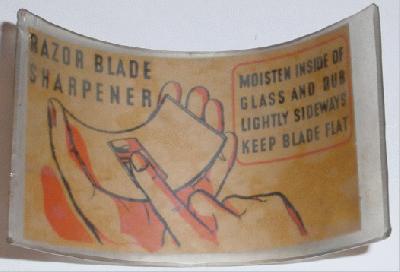 RAZOR BLADE
SHARPENER
MOISTEN INSIDE OF
GLASS AND RUB
LIGHTLY SIDEWAYS
KEEP BLADE FLAT